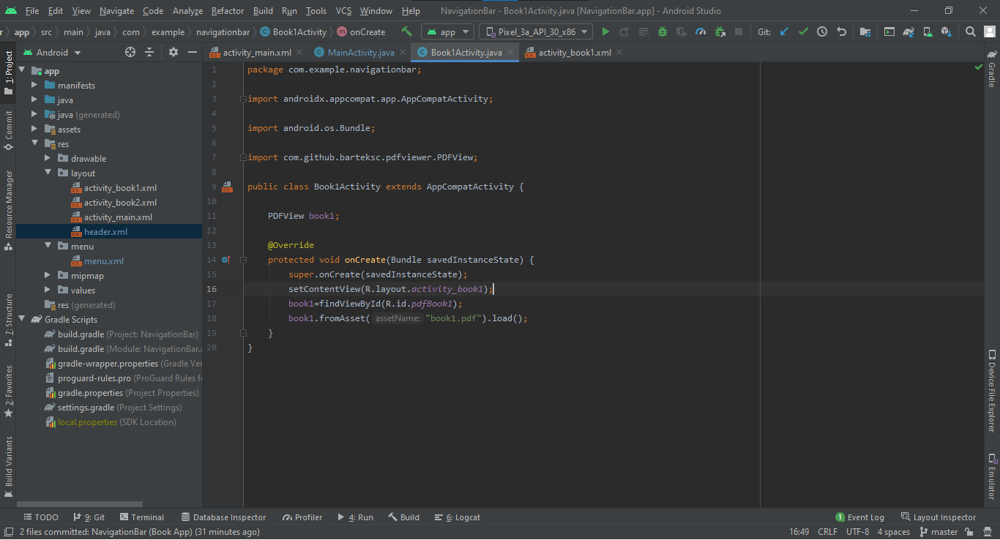 File Edit View Navigate Code Analyze Refactor Build Run Tools VCS Window Help NavigationBar - Book1Activity.java [NavigationBar.app] - Android Studio
r app src main java com example navigationbar Book1Activity onCreate app Pixel_3a_API_30_x86 Git:
Android
activity_main.xml MainActivity.java Book1Activity.java activity_book1.xml
1: Project
Commit
Resource Manager
7: Structure
2: Favorites
Build Variants
app
manifests
java
java (generated)
assets
res
drawable
layout
activity_book1.xml
activity_book2.xml
activity_main.xml
header.xml
menu
menu.xml
mipmap
values
res (generated)
Gradle Scripts
build.gradle (Project: NavigationBar)
build.gradle (Module: NavigationBar.a
gradle-wrapper.properties (Gradle Ver
proguard-rules.pro (ProGuard Rules fo
gradle.properties (Project Properties)
settings.gradle (Project Settings)
local.properties (SDK Location)
1 package com.example.navigationbar;
2
3 import androidx.appcompat.app.AppCompatActivity;
4
5 import android.os.Bundle;
6
7 import com.github.barteksc.pdfviewer.PDFView;
8
9 public class Book1Activity extends AppCompatActivity {
10
11 PDFView book1;
12
13 @Override
14 protected void onCreate(Bundle savedInstanceState) {
15 super.onCreate(savedInstanceState);
16 setContentView(R.layout.activity_book1);
17 book1=findViewById(R.id.pdfBook1);
18 book1.fromAsset( assetName: "book1.pdf").load();
19 }
20 }
Gradle
Device File Explorer
Emulator
TODO 9: Git Terminal Database Inspector Profiler 4: Run Build 6: Logcat 1 Event Log Layout Inspector
2 files committed: NavigationBar (Book App) (31 minutes ago) 16:49 CRLF UTF-8 4 spaces master